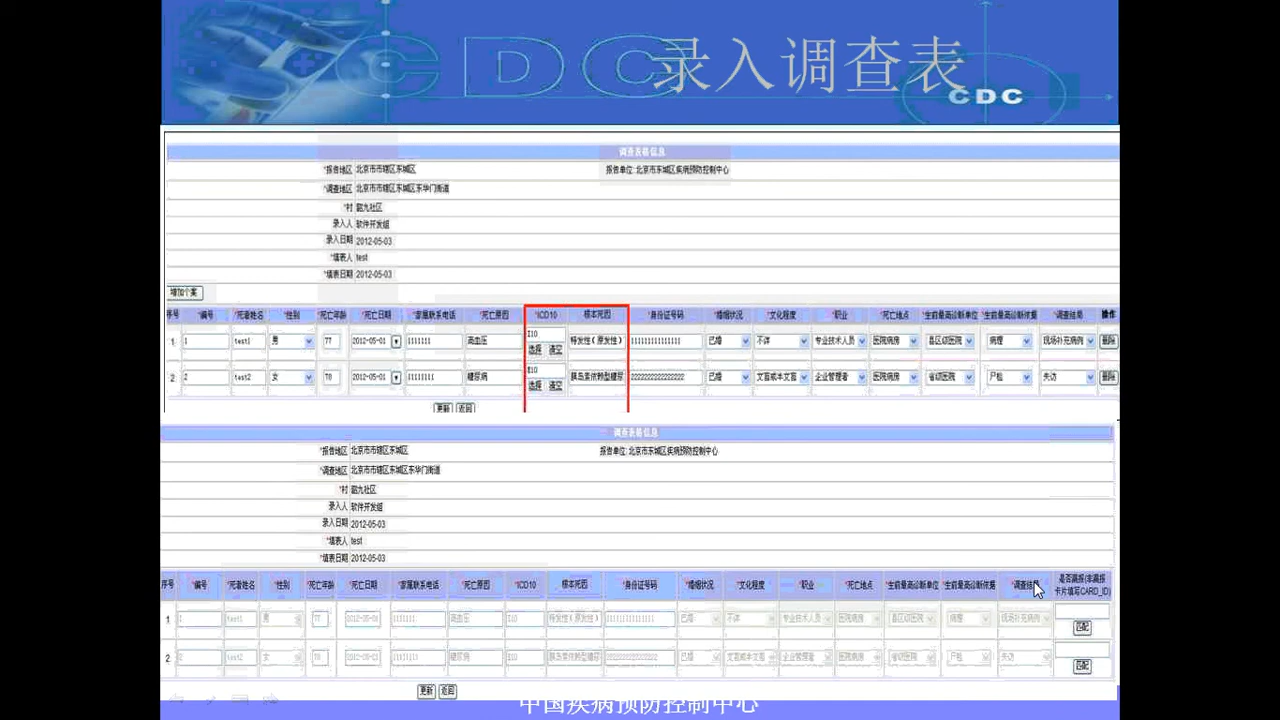 CDC
录入调查表
CDC
调查表格信息
*报告地区 北京市市辖区东城区 报告单位: 北京市东城区疾病预防控制中心
*调查地区 北京市市辖区东城区东华门街道
*村 韶九社区
录入人 软件开发组
录入日期 2012-05-03
*填表人 test
*填表日期 2012-05-03
增加个案
序号 *编号 *死者姓名 *性别 *死亡年龄 *死亡日期 *家属联系电话 *死亡原因 *ICD10 根本死因 *身份证号码 *婚姻状况 *文化程度 *职业 *死亡地点 *生前最高诊断单位 *生前最高诊断依据 *调查结局 操作
1 1 test1 男 77 2012-05-01 1111111 高血压 I10 选择 清空 特发性(原发性) 已婚 不详 专业技术人员 医院病房 县区级医院 病理 现场补充病例 删除
2 2 test2 女 78 2012-05-01 糖尿病 E10 选择 清空 胰岛素依赖型糖尿 已婚 文盲或半文盲 企业管理者 医院病房 省级医院 尸检 失访 删除
更新 返回
调查表格信息
*报告地区 北京市市辖区东城区 报告单位: 北京市东城区疾病预防控制中心
*调查地区 北京市市辖区东城区东华门街道
*村 韶九社区
录入人 软件开发组
录入日期 2012-05-03
*填表人 test
*填表日期 2012-05-03
序号 *编号 *死者姓名 *性别 *死亡年龄 *死亡日期 *家属联系电话 *死亡原因 *ICD10 根本死因 *身份证号码 *婚姻状况 *文化程度 *职业 *死亡地点 *生前最高诊断单位 *生前最高诊断依据 *调查结局 是否漏报(非漏报卡片填写CARD_ID)
1 1 test1 男 77 2012-05-01 高血压 I10 特发性(原发性) 已婚 不详 专业技术人员 医院病房 县区级医院 病理 现场补充病例 匹配
2 2 test2 女 78 2012-05-01 糖尿病 E10 胰岛素依赖型糖尿 已婚 文盲或半文盲 企业管理者 医院病房 省级医院 尸检 失访 匹配
更新 返回
中国疾病预防控制中心